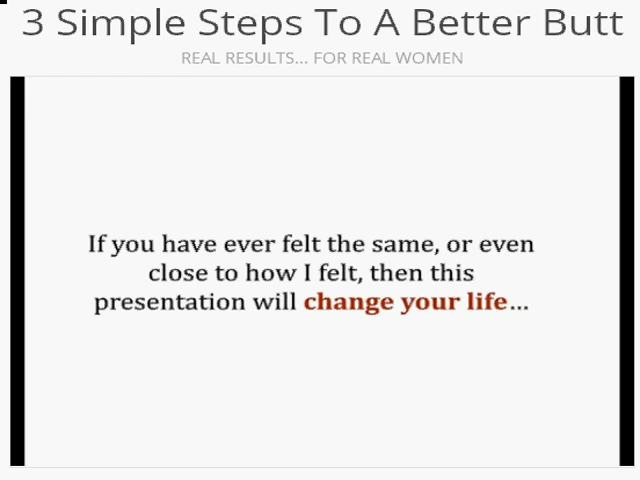 3 Simple Steps To A Better Butt
REAL RESULTS... FOR REAL WOMEN
If you have ever felt the same, or even
close to how I felt, then this
presentation will change your life...